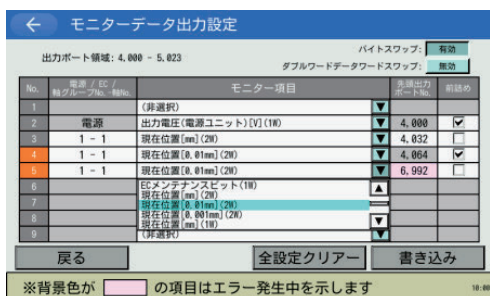 ← モニターデータ出力設定
出力ポート領域: 4,000 - 5.023
バイトスワップ: 有効
ダブルワードデータワードスワップ: 無効
No. 電源 / EC / 軸グループNo.-軸No. モニター項目 先頭出力ポートNo. 前詰め
1 (非選択)
2 電源 出力電圧(電源ユニット)[V](1W) 4,000
3 1 - 1 現在位置[mm](2W) 4,032
4 1 - 1 現在位置[0.01mm](2W) 4,064
5 1 - 1 現在位置[0.01mm](2W) 6,992
6 ECメンテナンスビット(1W)
現在位置[mm](2W)
7 現在位置[0.01mm](2W)
8 現在位置[0.001mm](2W)
現在位置[mm](1W)
9 (非選択)
戻る 全設定クリアー 書き込み
※背景色が の項目はエラー発生中を示します 10:00